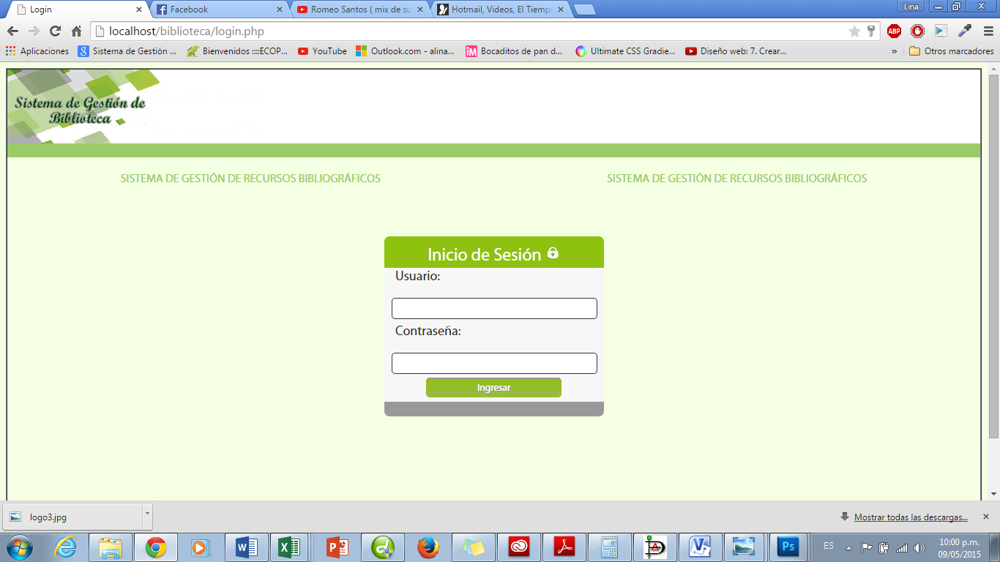 Login
Facebook
Romeo Santos ( mix de su
Hotmail, Videos, El Tiemp
Lina
localhost/biblioteca/login.php
ABP
Aplicaciones
Sistema de Gestión ...
Bienvenidos ::::ECOP...
YouTube
Outlook.com - alina...
Bocaditos de pan d...
Ultimate CSS Gradie...
Diseño web: 7. Crear...
»
Otros marcadores
Sistema de Gestión de
Biblioteca
SISTEMA DE GESTIÓN DE RECURSOS BIBLIOGRÁFICOS
SISTEMA DE GESTIÓN DE RECURSOS BIBLIOGRÁFICOS
Inicio de Sesión
Usuario:
Contraseña:
Ingresar
logo3.jpg
Mostrar todas las descargas...
ES
10:00 p.m.
09/05/2015